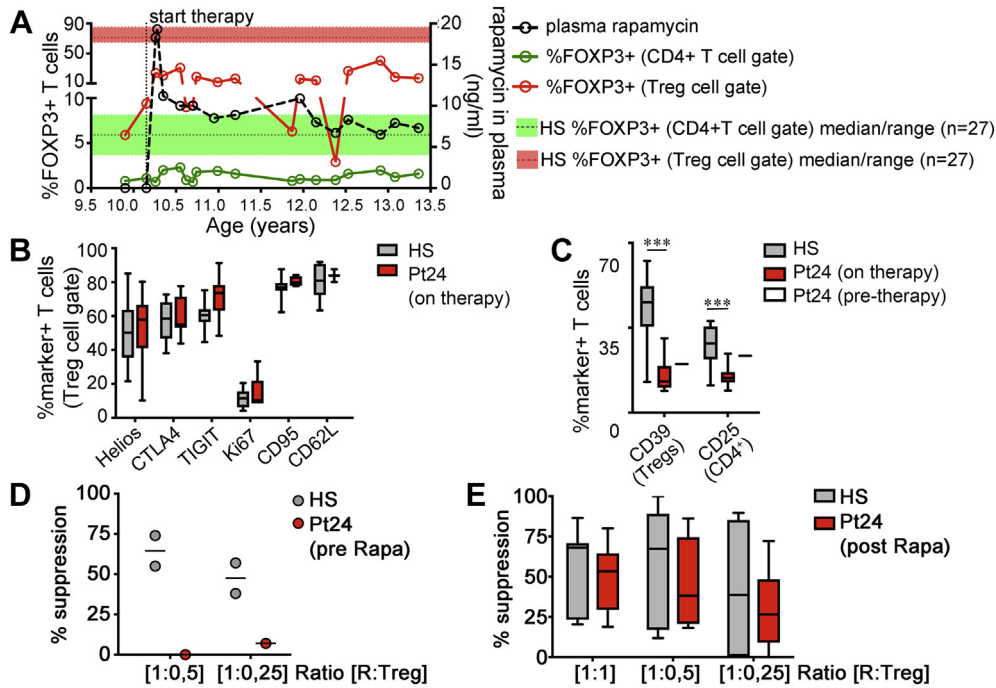 A
start therapy
%FOXP3+ T cells
90
50
10
10
5
0
20
15
10
5
0
rapamycin in plasma
(ng/ml)
9.5 10.0 10.5 11.0 11.5 12.0 12.5 13.0 13.5
Age (years)
plasma rapamycin
%FOXP3+ (CD4+ T cell gate)
%FOXP3+ (Treg cell gate)
HS %FOXP3+ (CD4+T cell gate) median/range (n=27)
HS %FOXP3+ (Treg cell gate) median/range (n=27)
B
%marker+ T cells
(Treg cell gate)
100
80
60
40
20
0
Helios
CTLA4
TIGIT
Ki67
CD95
CD62L
HS
Pt24
(on therapy)
C
%marker+ T cells
70
35
0
***
***
CD39
(Tregs)
CD25
(CD4+)
HS
Pt24 (on therapy)
Pt24 (pre-therapy)
D
% suppression
100
75
50
25
0
[1:0,5] [1:0,25] Ratio [R:Treg]
HS
Pt24
(pre Rapa)
E
% suppression
100
75
50
25
0
[1:1] [1:0,5] [1:0,25] Ratio [R:Treg]
HS
Pt24
(post Rapa)